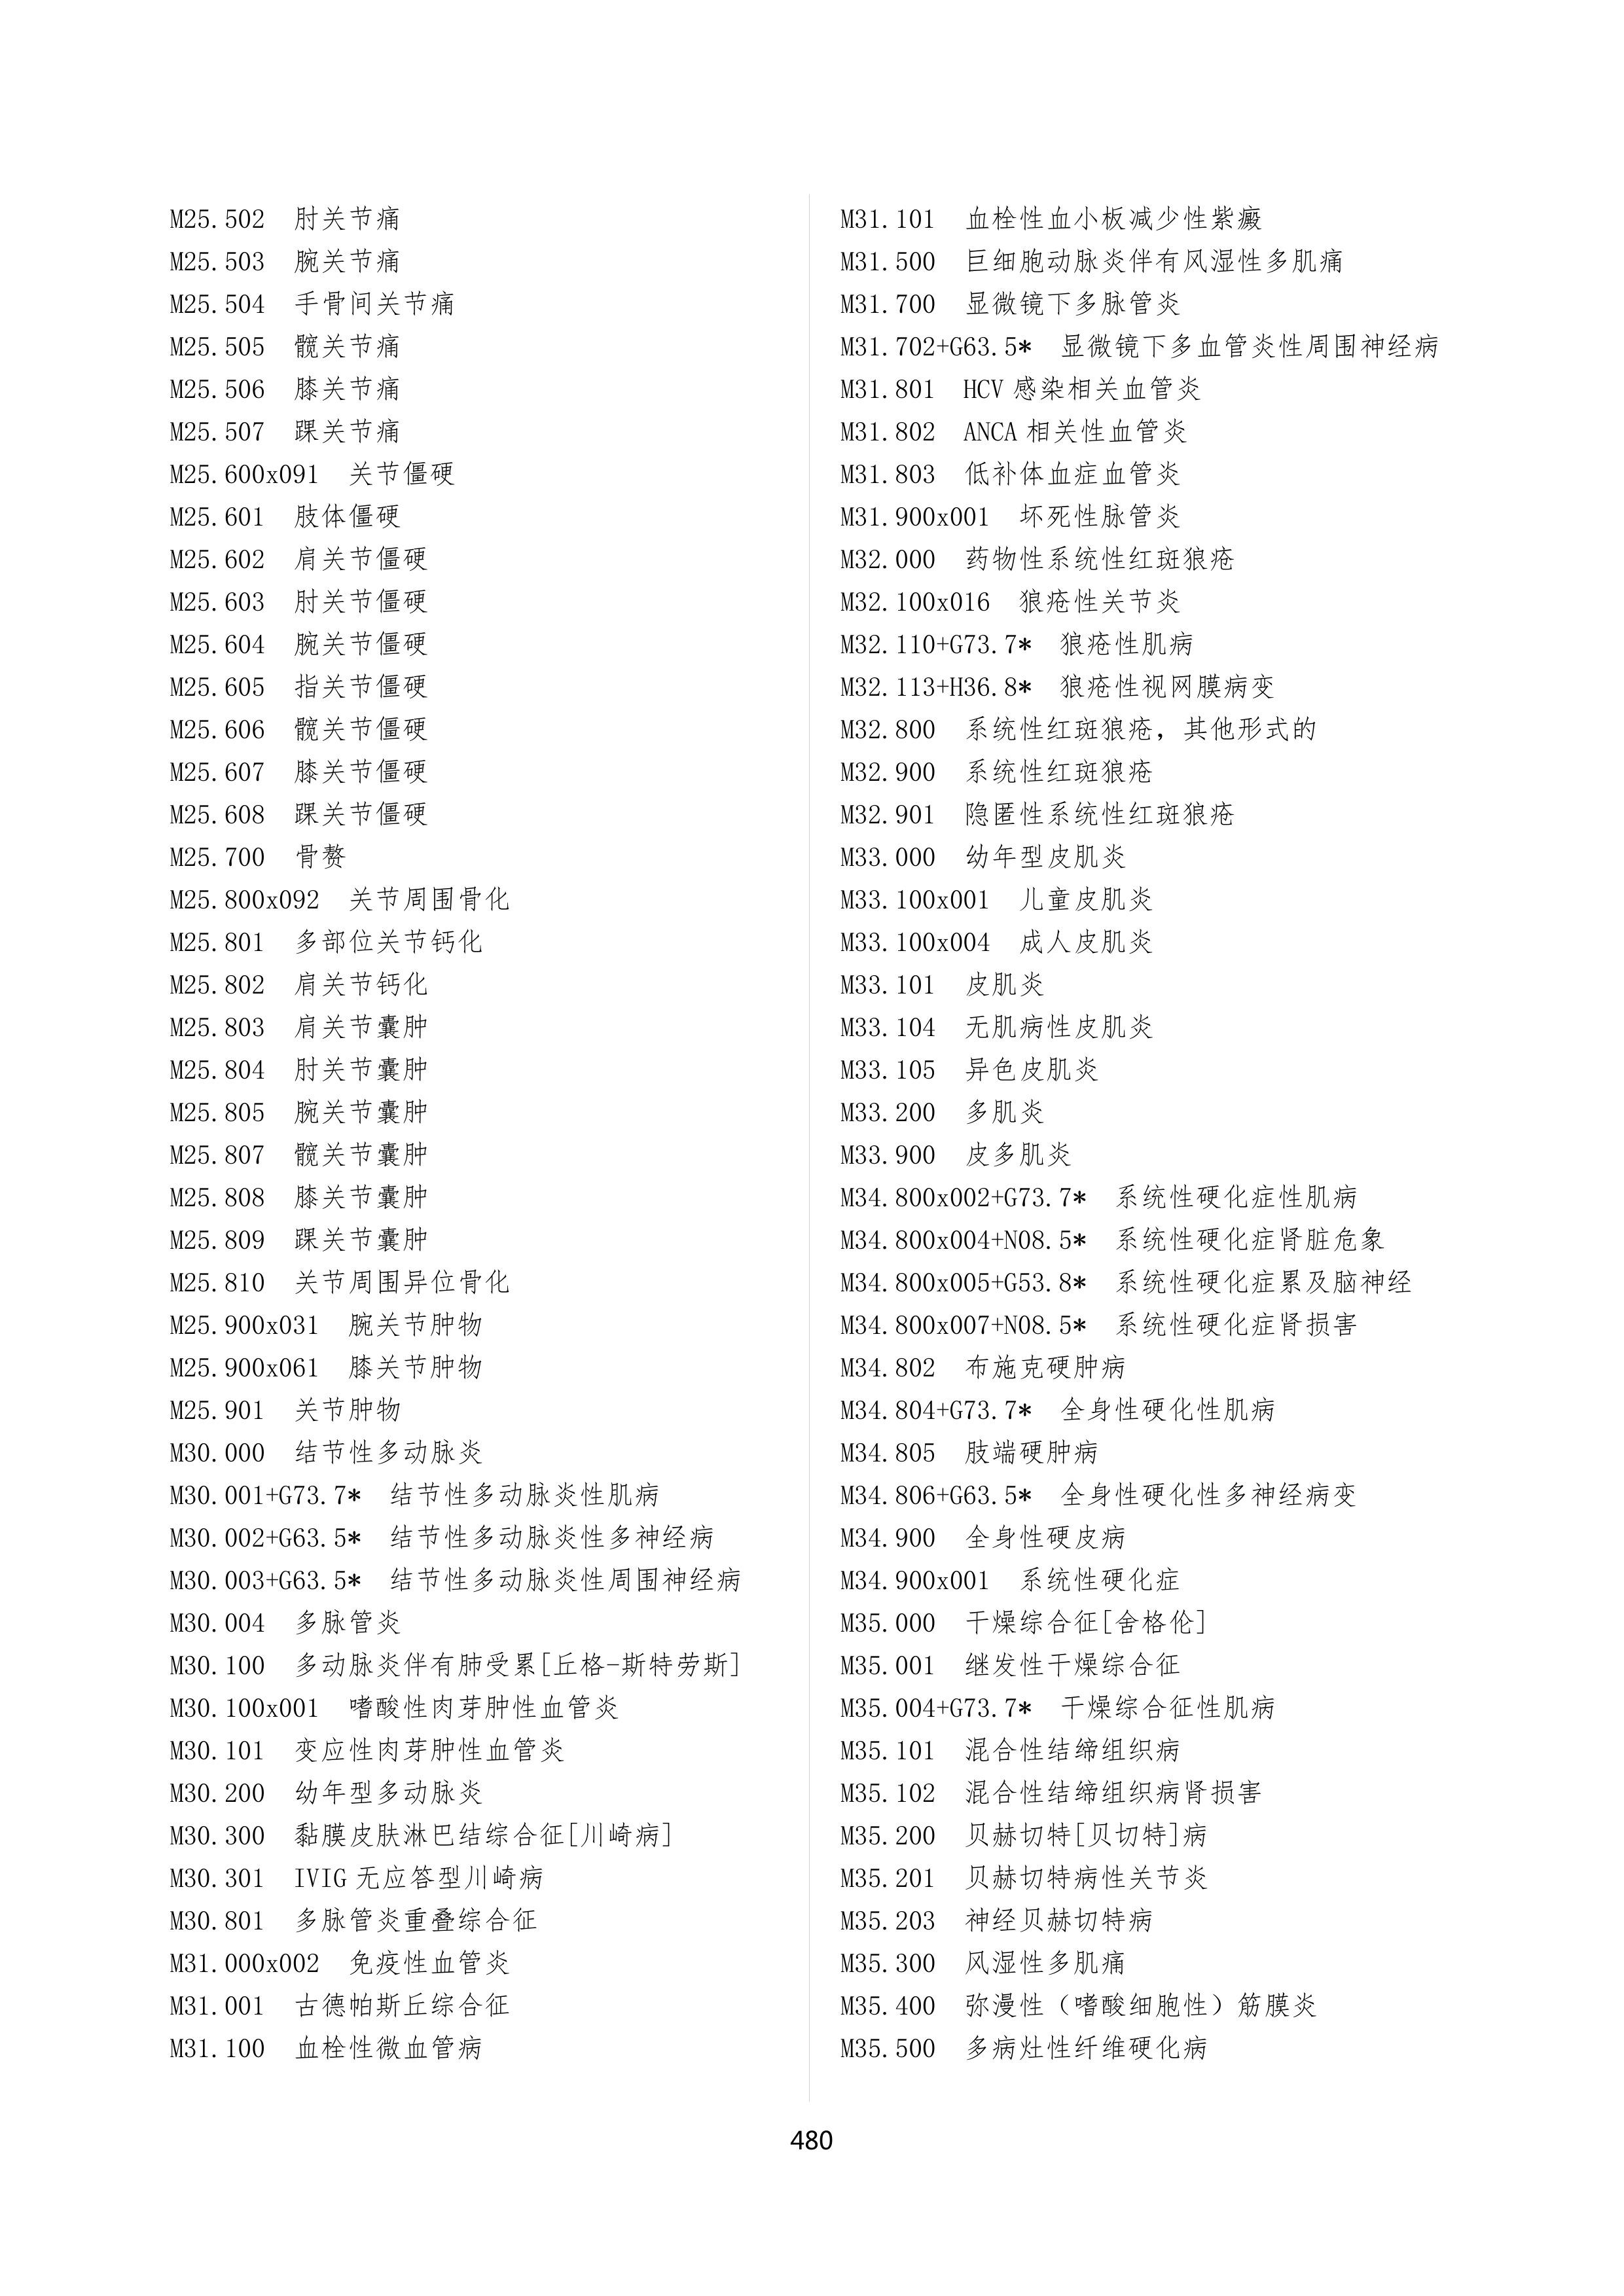 M25.502 肘关节痛
M25.503 腕关节痛
M25.504 手骨间关节痛
M25.505 髋关节痛
M25.506 膝关节痛
M25.507 踝关节痛
M25.600x091 关节僵硬
M25.601 肢体僵硬
M25.602 肩关节僵硬
M25.603 肘关节僵硬
M25.604 腕关节僵硬
M25.605 指关节僵硬
M25.606 髋关节僵硬
M25.607 膝关节僵硬
M25.608 踝关节僵硬
M25.700 骨赘
M25.800x092 关节周围骨化
M25.801 多部位关节钙化
M25.802 肩关节钙化
M25.803 肩关节囊肿
M25.804 肘关节囊肿
M25.805 腕关节囊肿
M25.807 髋关节囊肿
M25.808 膝关节囊肿
M25.809 踝关节囊肿
M25.810 关节周围异位骨化
M25.900x031 腕关节肿物
M25.900x061 膝关节肿物
M25.901 关节肿物
M30.000 结节性多动脉炎
M30.001+G73.7* 结节性多动脉炎性肌病
M30.002+G63.5* 结节性多动脉炎性多神经病
M30.003+G63.5* 结节性多动脉炎性周围神经病
M30.004 多脉管炎
M30.100 多动脉炎伴有肺受累[丘格-斯特劳斯]
M30.100x001 嗜酸性肉芽肿性血管炎
M30.101 变应性肉芽肿性血管炎
M30.200 幼年型多动脉炎
M30.300 黏膜皮肤淋巴结综合征[川崎病]
M30.301 IVIG 无应答型川崎病
M30.801 多脉管炎重叠综合征
M31.000x002 免疫性血管炎
M31.001 古德帕斯丘综合征
M31.100 血栓性微血管病
M31.101 血栓性血小板减少性紫癜
M31.500 巨细胞动脉炎伴有风湿性多肌痛
M31.700 显微镜下多脉管炎
M31.702+G63.5* 显微镜下多血管炎性周围神经病
M31.801 HCV 感染相关血管炎
M31.802 ANCA 相关性血管炎
M31.803 低补体血症血管炎
M31.900x001 坏死性脉管炎
M32.000 药物性系统性红斑狼疮
M32.100x016 狼疮性关节炎
M32.110+G73.7* 狼疮性肌病
M32.113+H36.8* 狼疮性视网膜病变
M32.800 系统性红斑狼疮，其他形式的
M32.900 系统性红斑狼疮
M32.901 隐匿性系统性红斑狼疮
M33.000 幼年型皮肌炎
M33.100x001 儿童皮肌炎
M33.100x004 成人皮肌炎
M33.101 皮肌炎
M33.104 无肌病性皮肌炎
M33.105 异色皮肌炎
M33.200 多肌炎
M33.900 皮多肌炎
M34.800x002+G73.7* 系统性硬化症性肌病
M34.800x004+N08.5* 系统性硬化症肾脏危象
M34.800x005+G53.8* 系统性硬化症累及脑神经
M34.800x007+N08.5* 系统性硬化症肾损害
M34.802 布施克硬肿病
M34.804+G73.7* 全身性硬化性肌病
M34.805 肢端硬肿病
M34.806+G63.5* 全身性硬化性多神经病变
M34.900 全身性硬皮病
M34.900x001 系统性硬化症
M35.000 干燥综合征[舍格伦]
M35.001 继发性干燥综合征
M35.004+G73.7* 干燥综合征性肌病
M35.101 混合性结缔组织病
M35.102 混合性结缔组织病肾损害
M35.200 贝赫切特[贝切特]病
M35.201 贝赫切特病性关节炎
M35.203 神经贝赫切特病
M35.300 风湿性多肌痛
M35.400 弥漫性（嗜酸细胞性）筋膜炎
M35.500 多病灶性纤维硬化病
480